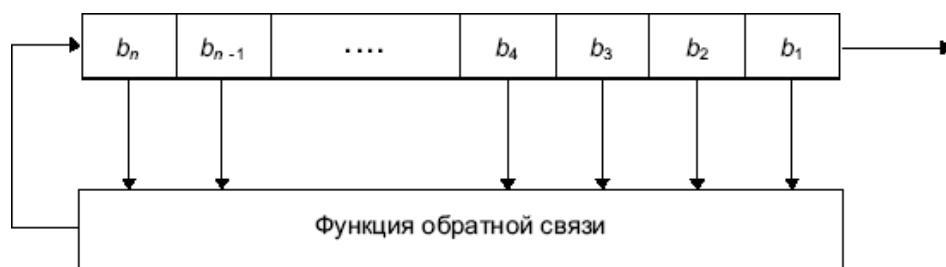 bₙ bₙ₋₁ .... b₄ b₃ b₂ b₁
Функция обратной связи